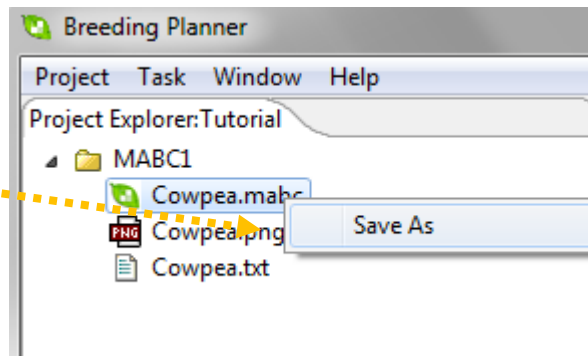 Breeding Planner
Project Task Window Help
Project Explorer:Tutorial
MABC1
Cowpea.mabc
PNG Cowpea.png Save As
Cowpea.txt